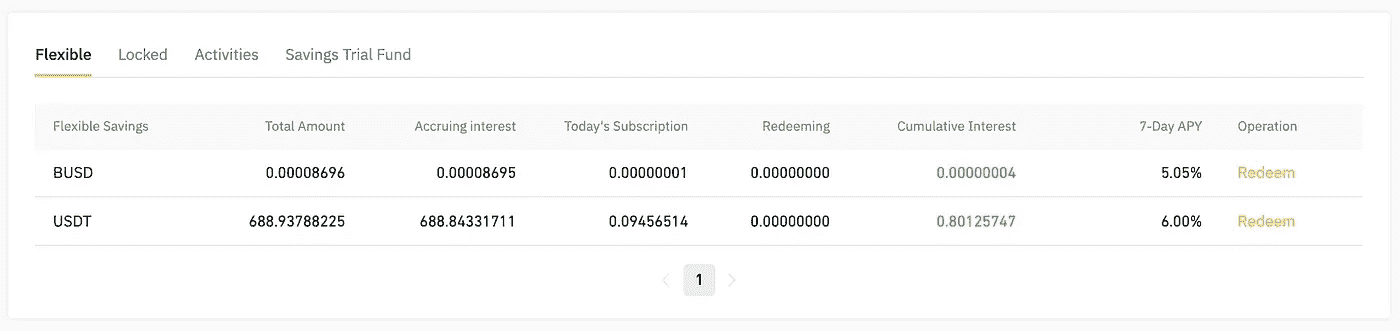 Flexible Locked Activities Savings Trial Fund
Flexible Savings Total Amount Accruing interest Today's Subscription Redeeming Cumulative Interest 7-Day APY Operation
BUSD 0.00008696 0.00008695 0.00000001 0.00000000 0.00000004 5.05% Redeem
USDT 688.93788225 688.84331711 0.09456514 0.00000000 0.80125747 6.00% Redeem
1